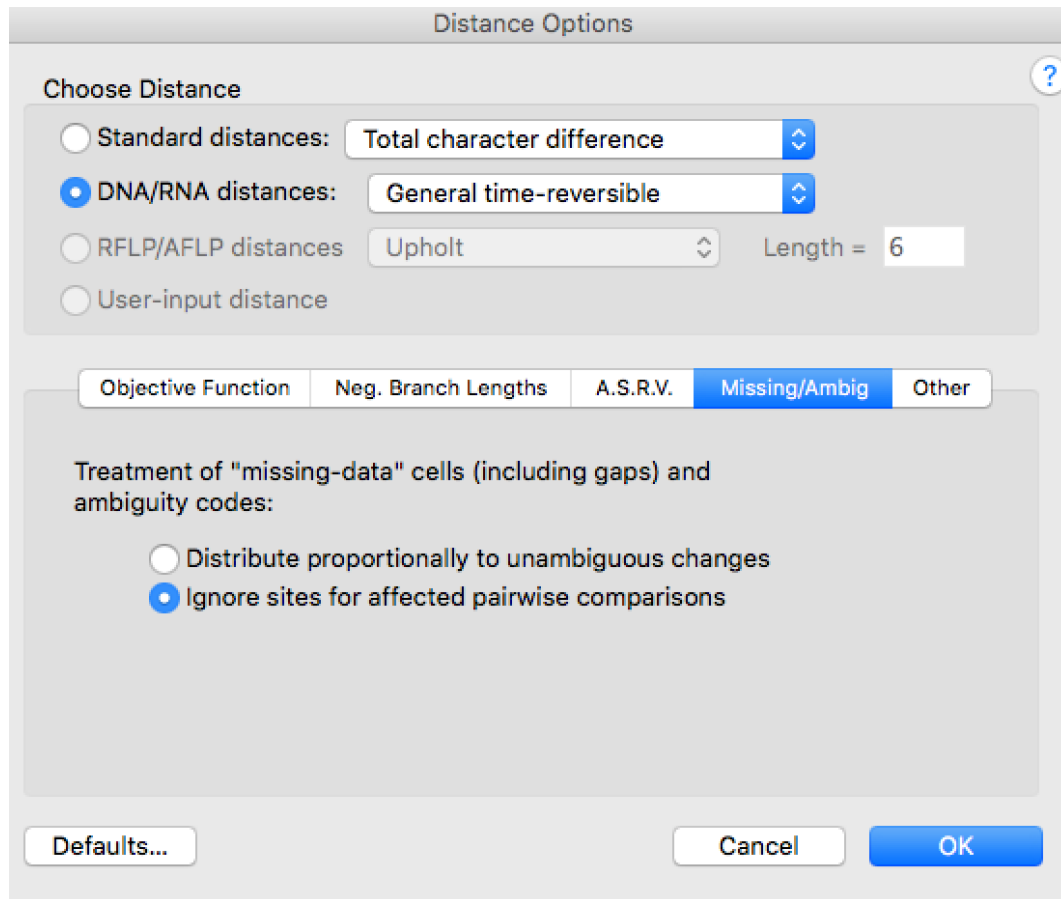 Distance Options
?
Choose Distance
Standard distances: Total character difference
DNA/RNA distances: General time-reversible
RFLP/AFLP distances Upholt Length = 6
User-input distance
Objective Function Neg. Branch Lengths A.S.R.V. Missing/Ambig Other
Treatment of "missing-data" cells (including gaps) and
ambiguity codes:
Distribute proportionally to unambiguous changes
Ignore sites for affected pairwise comparisons
Defaults... Cancel OK